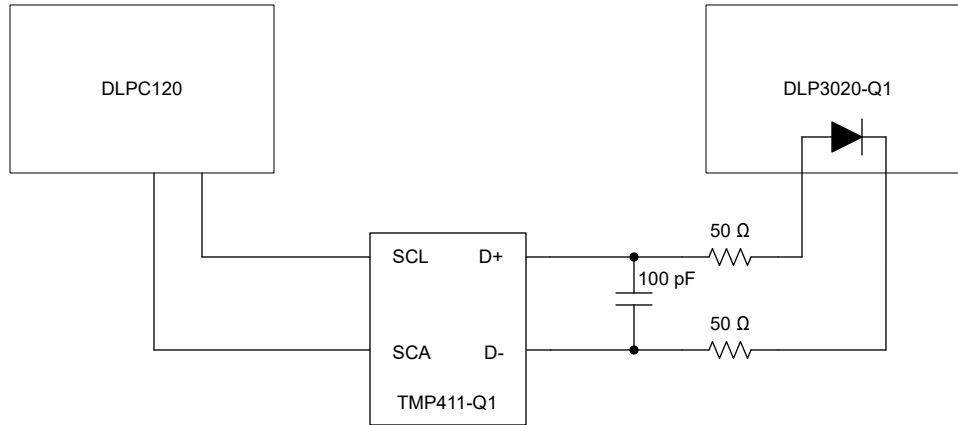 DLPC120
DLP3020-Q1
50 Ω
SCL
D+
100 pF
50 Ω
SCA
D-
TMP411-Q1